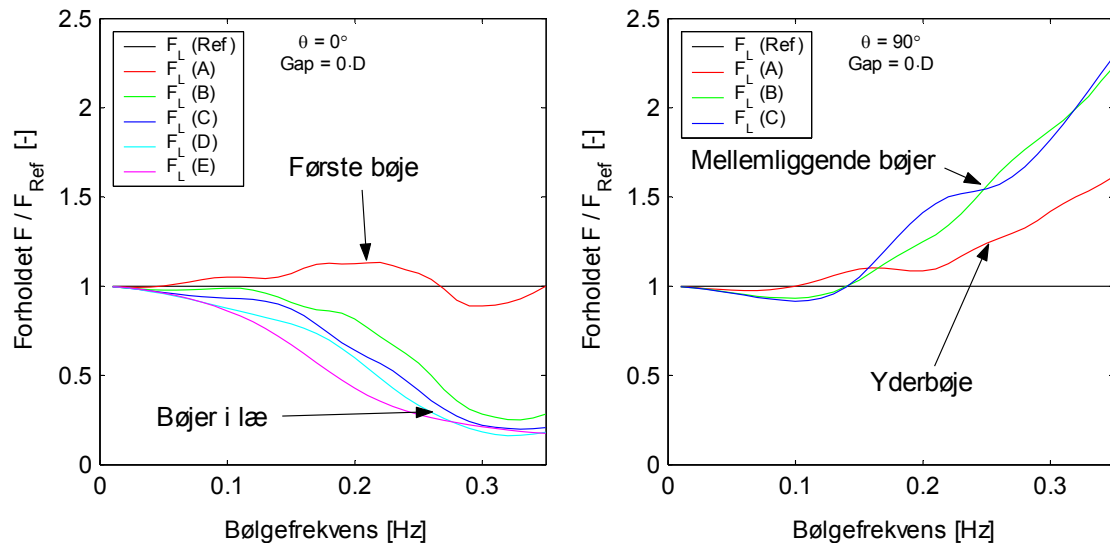 2.5
2
1.5
1
0.5
0
0
0.1
0.2
0.3
Forholdet F / F_Ref [-]
Bølgefrekvens [Hz]
F_L (Ref)
F_L (A)
F_L (B)
F_L (C)
F_L (D)
F_L (E)
θ = 0°
Gap = 0·D
Første bøje
Bøjer i læ
2.5
2
1.5
1
0.5
0
0
0.1
0.2
0.3
Forholdet F / F_Ref [-]
Bølgefrekvens [Hz]
F_L (Ref)
F_L (A)
F_L (B)
F_L (C)
θ = 90°
Gap = 0·D
Mellemliggende bøjer
Yderbøje